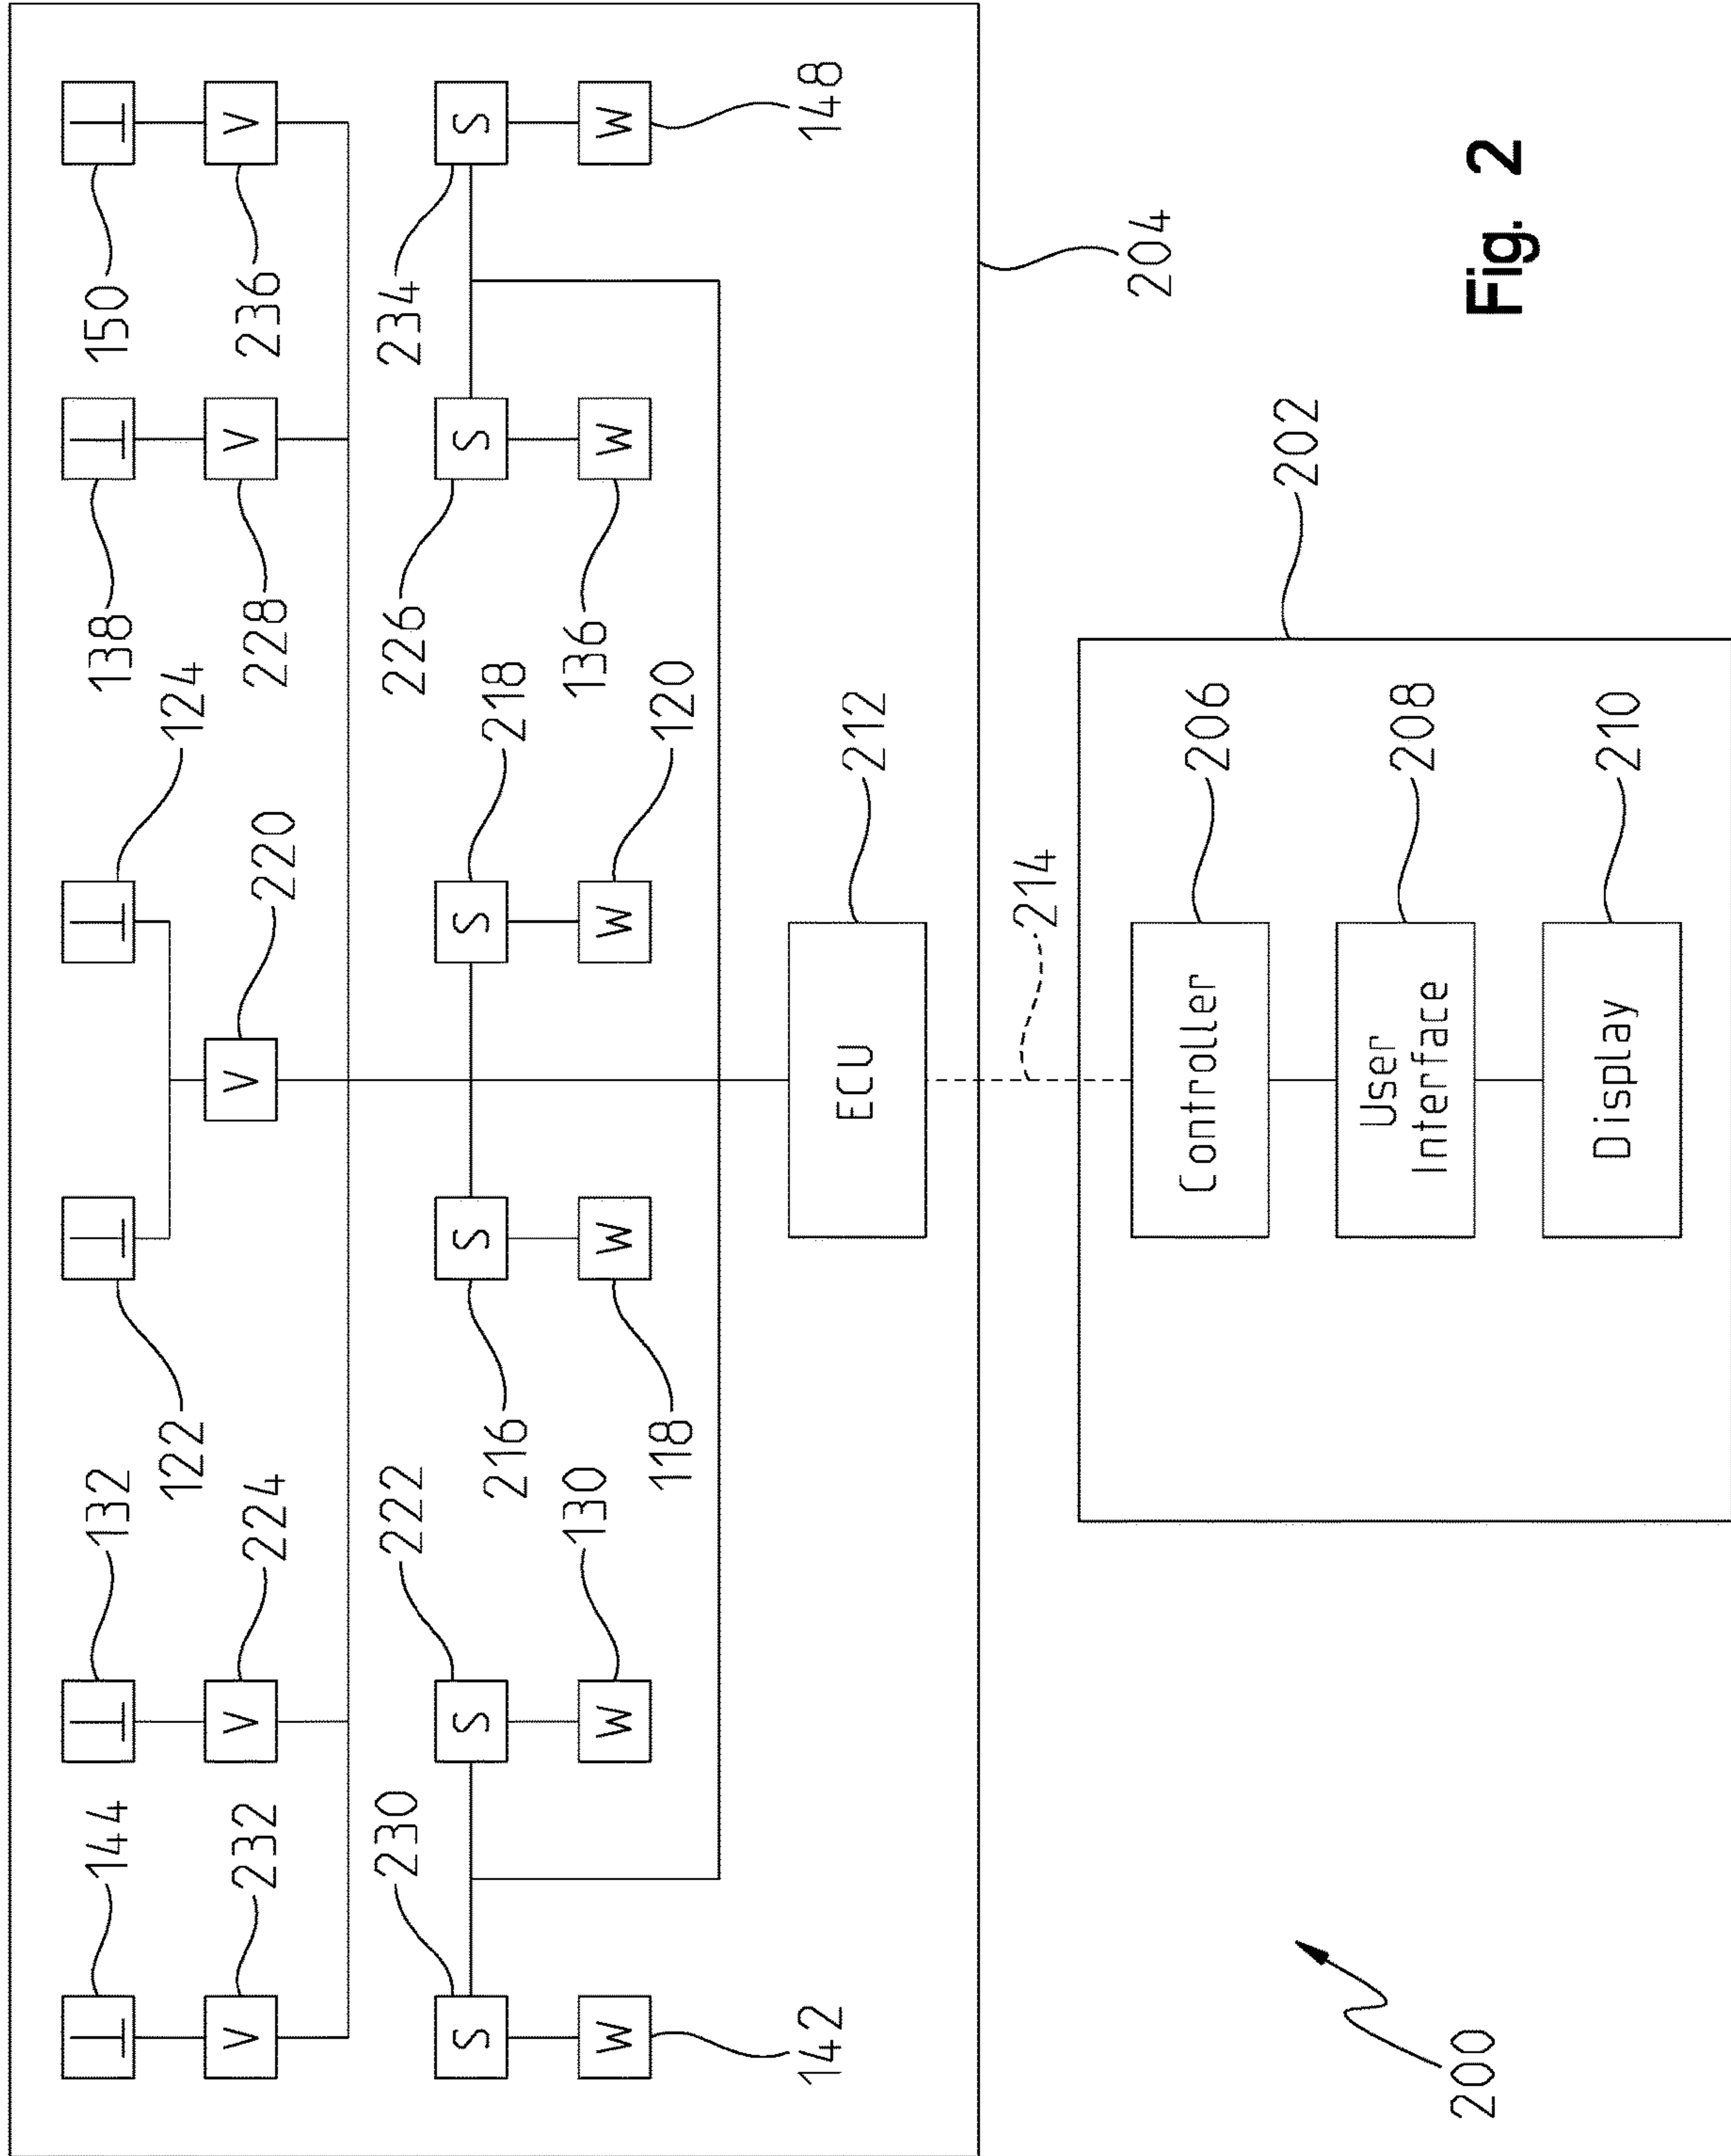 144 132 138 150
T T T T T T
122 124
V V V V V
232 224 220 228 236
230 222 226 234
S S S S S S
216 218
130 136
W W W W W W
118 120
142 148
ECU 212
214
204
Controller 206
202
User
Interface 208
200
Display 210
Fig. 2